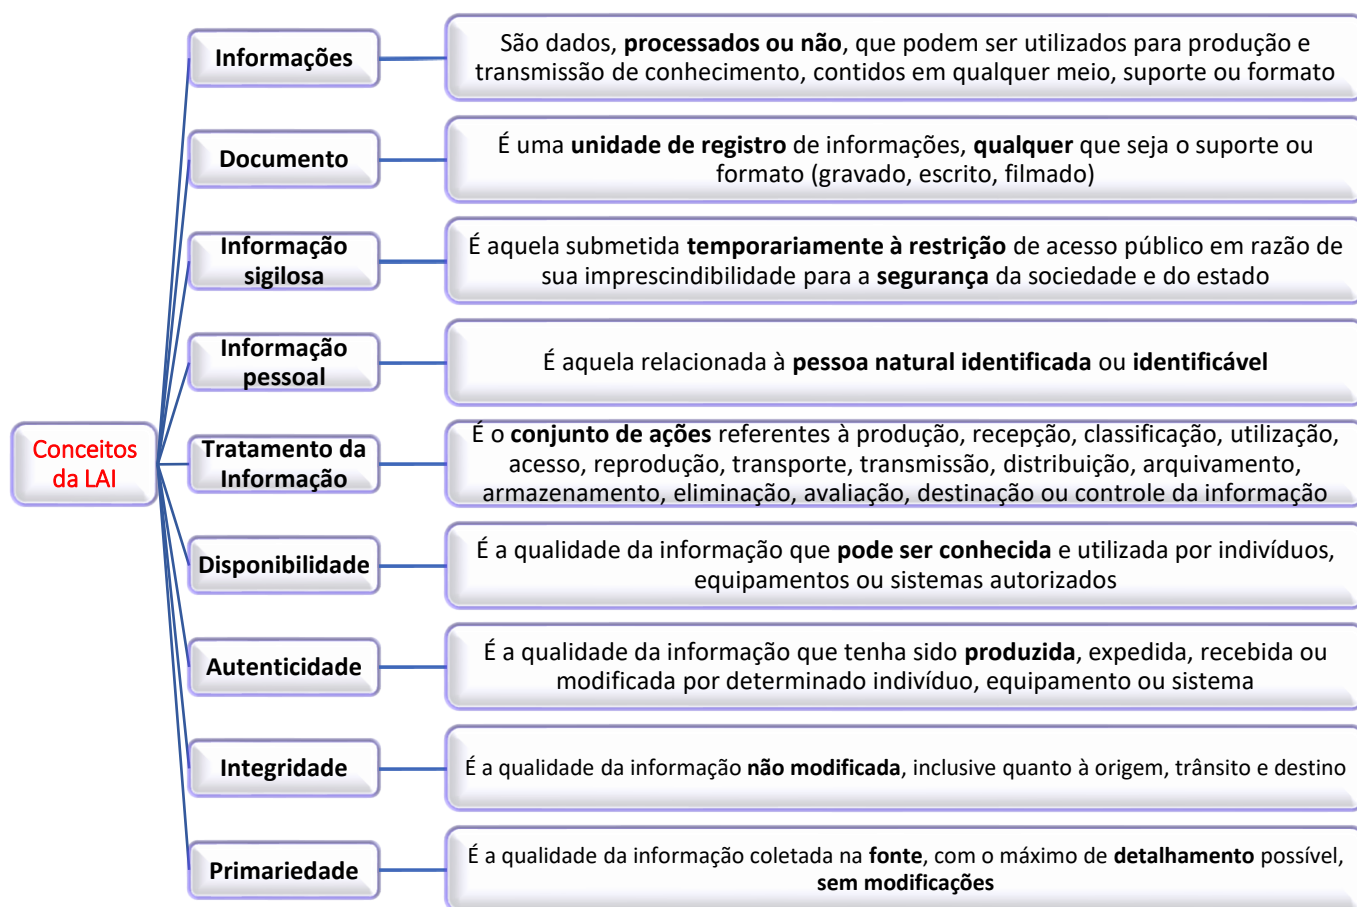 Conceitos
da LAI
Informações
São dados, processados ou não, que podem ser utilizados para produção e
transmissão de conhecimento, contidos em qualquer meio, suporte ou formato
Documento
É uma unidade de registro de informações, qualquer que seja o suporte ou
formato (gravado, escrito, filmado)
Informação
sigilosa
É aquela submetida temporariamente à restrição de acesso público em razão de
sua imprescindibilidade para a segurança da sociedade e do estado
Informação
pessoal
É aquela relacionada à pessoa natural identificada ou identificável
Tratamento da
Informação
É o conjunto de ações referentes à produção, recepção, classificação, utilização,
acesso, reprodução, transporte, transmissão, distribuição, arquivamento,
armazenamento, eliminação, avaliação, destinação ou controle da informação
Disponibilidade
É a qualidade da informação que pode ser conhecida e utilizada por indivíduos,
equipamentos ou sistemas autorizados
Autenticidade
É a qualidade da informação que tenha sido produzida, expedida, recebida ou
modificada por determinado indivíduo, equipamento ou sistema
Integridade
É a qualidade da informação não modificada, inclusive quanto à origem, trânsito e destino
Primariedade
É a qualidade da informação coletada na fonte, com o máximo de detalhamento possível,
sem modificações